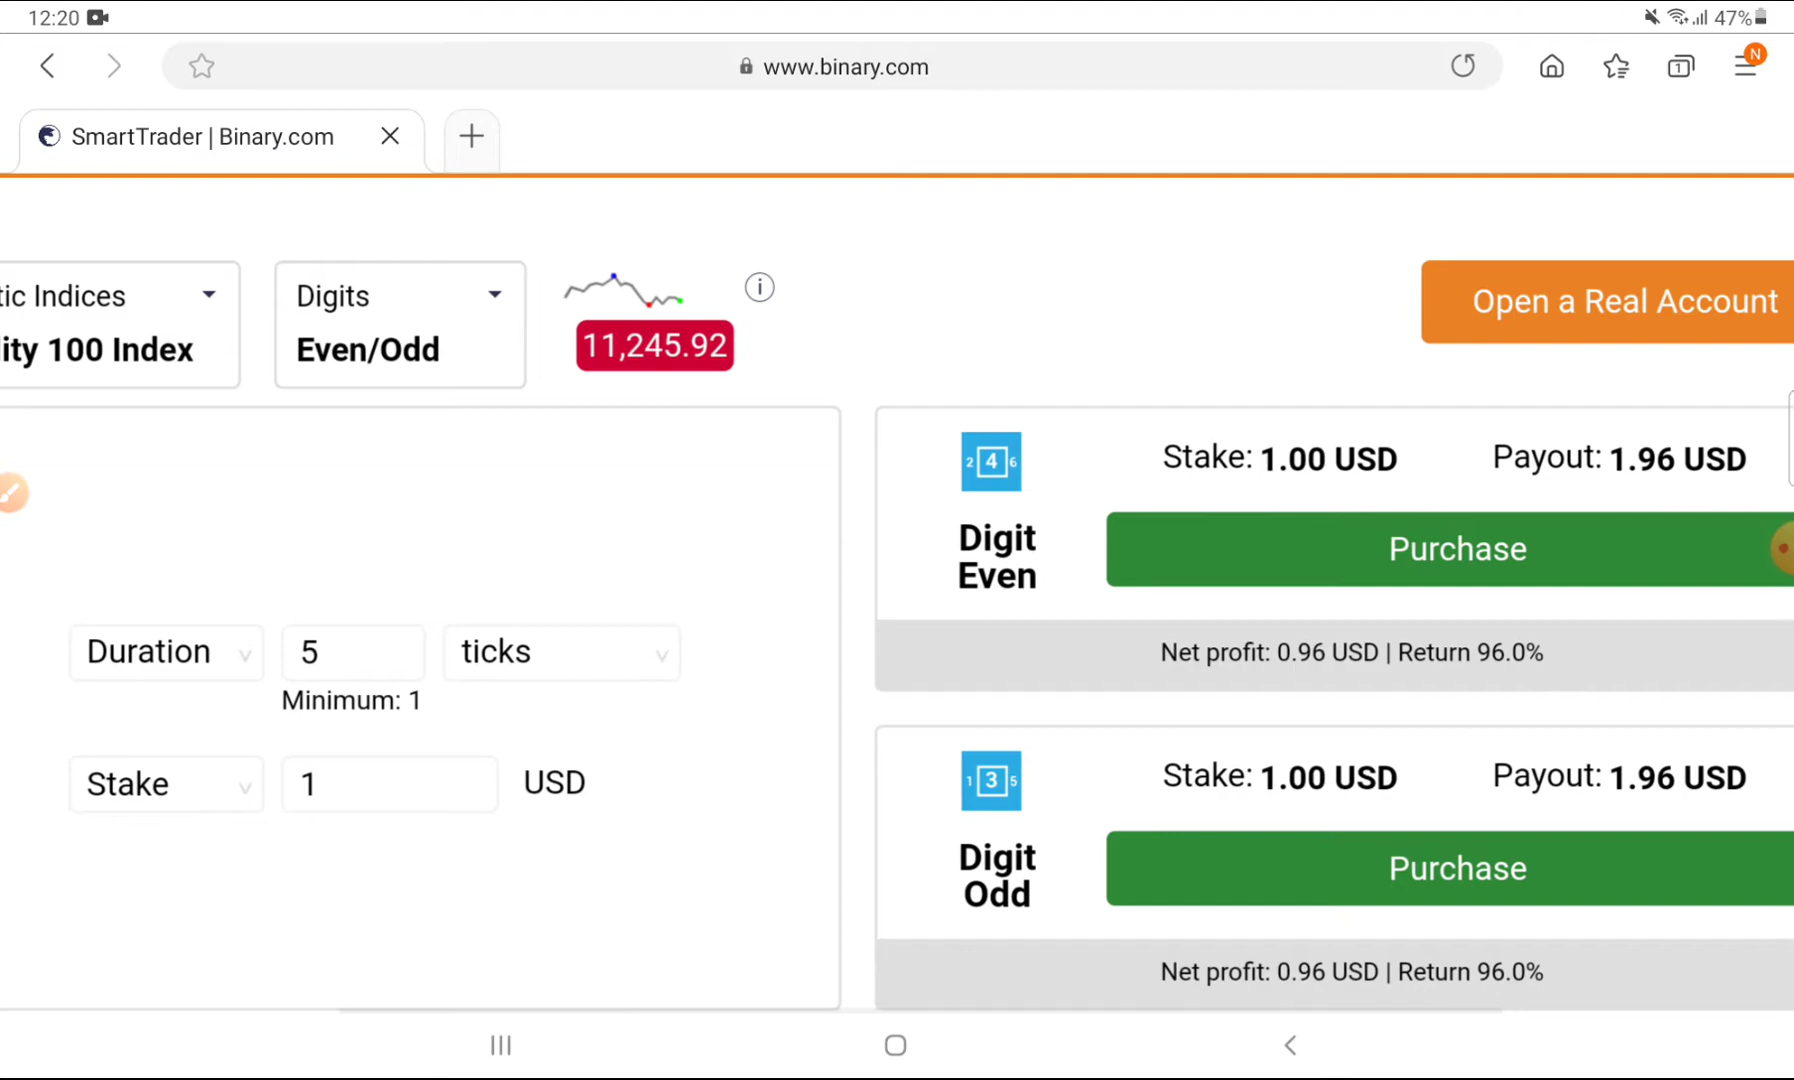 12:20
47%
www.binary.com
1
N
SmartTrader | Binary.com
tic Indices
lity 100 Index
Digits
Even/Odd
11,245.92
i
Open a Real Account
2 4 6
Digit
Even
Stake: 1.00 USD
Payout: 1.96 USD
Purchase
Net profit: 0.96 USD | Return 96.0%
Duration
5
ticks
Minimum: 1
Stake
1
USD
1 3 5
Digit
Odd
Stake: 1.00 USD
Payout: 1.96 USD
Purchase
Net profit: 0.96 USD | Return 96.0%